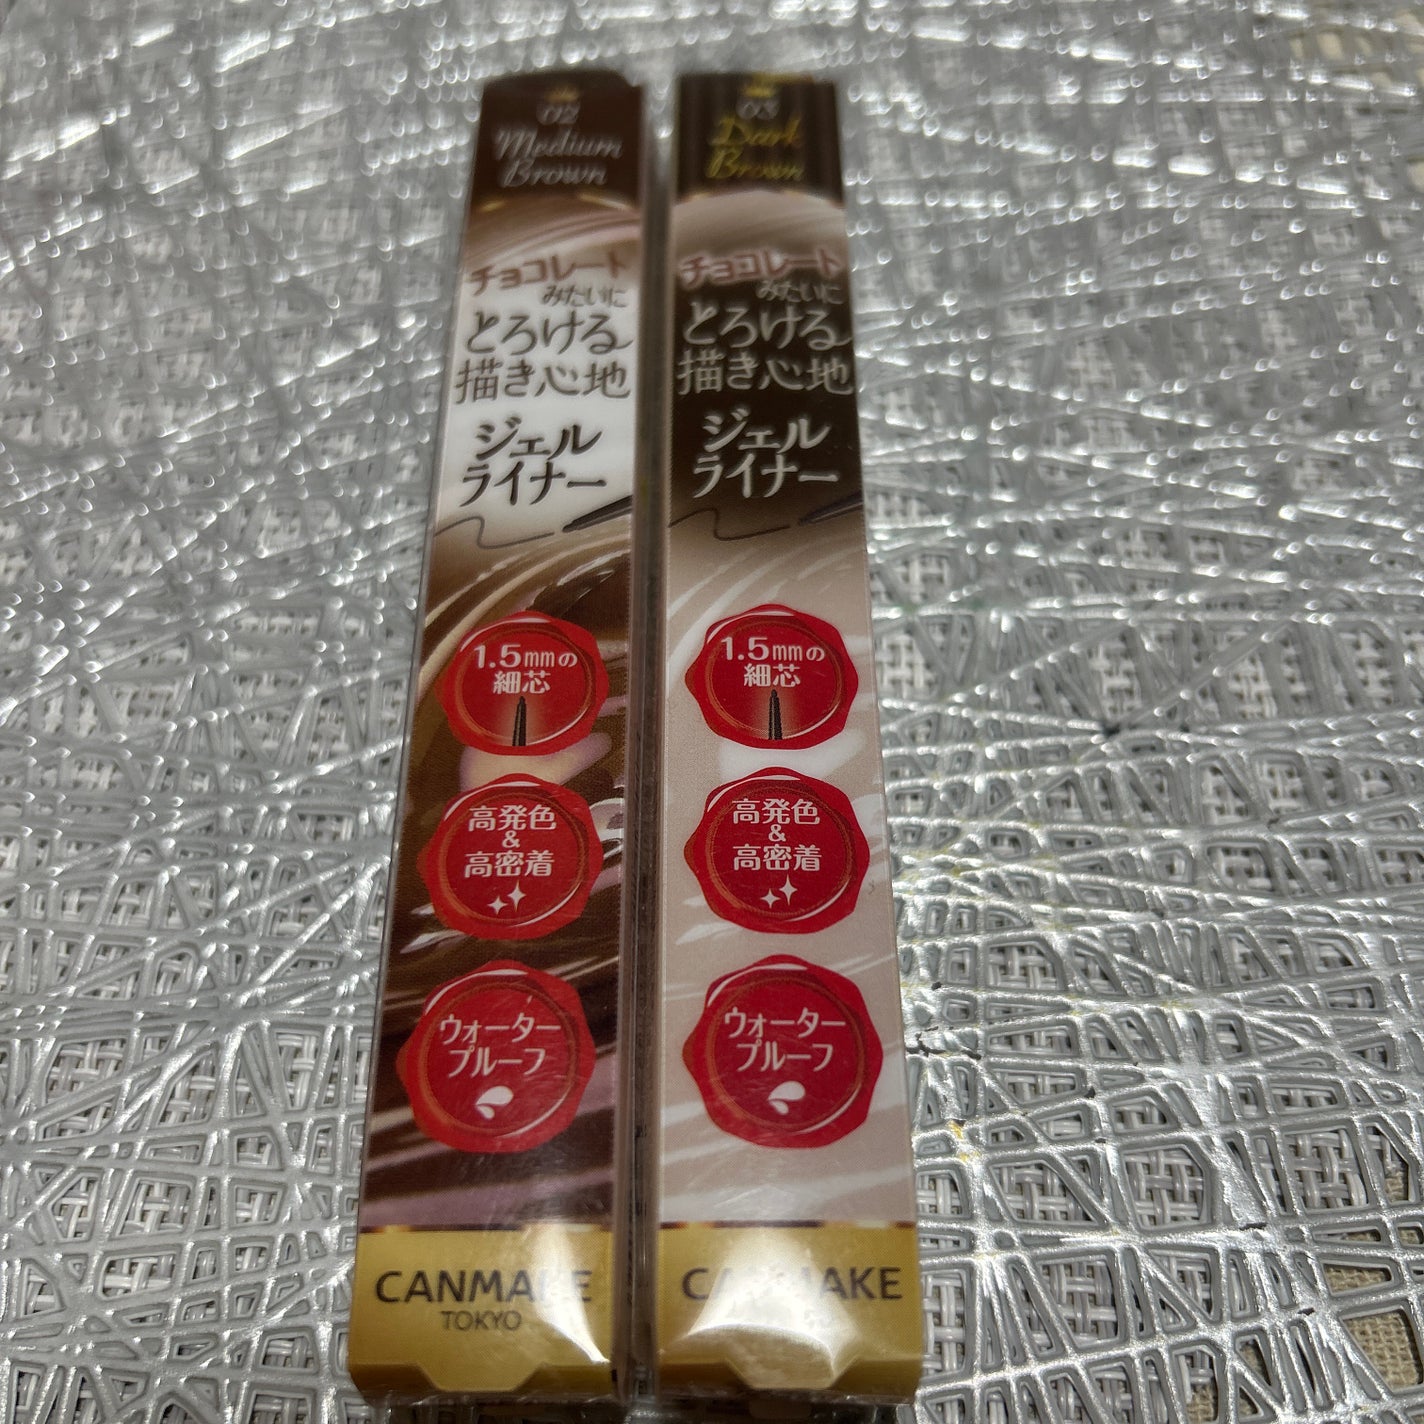 02
Medium
Brown
チョコレート
みたいに
とろける
描き心地
ジェル
ライナー
1.5mmの
細芯
高発色
&
高密着
ウォーター
プルーフ
CANMAKE
TOKYO
03
Dark
Brown
チョコレート
みたいに
とろける
描き心地
ジェル
ライナー
1.5mmの
細芯
高発色
&
高密着
ウォーター
プルーフ
CANMAKE